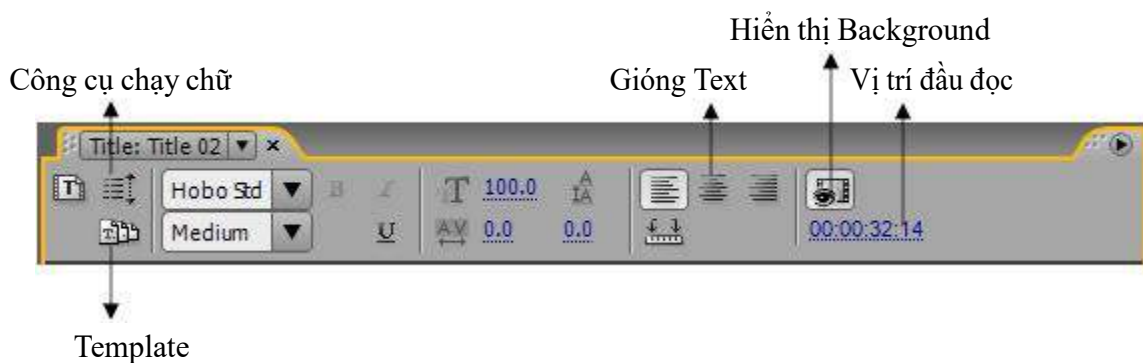 Hiển thị Background
Công cụ chạy chữ
Gióng Text
Vị trí đầu đọc
Title: Title 02
Hobo Std
B I
T 100.0
Medium
U
AV 0.0 0.0
00:00:32:14
Template